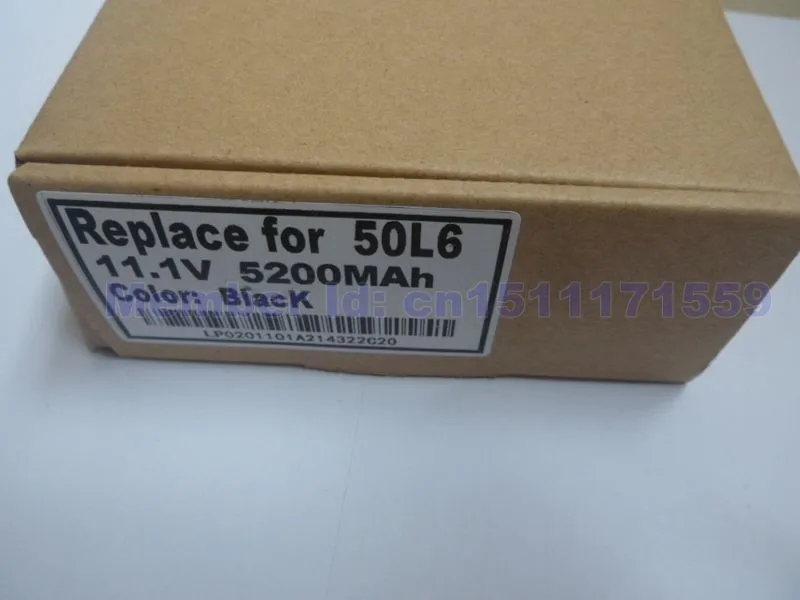 Replace for 50L6
11.1V 5200MAh
Color: BlacK
Member Id: cn1511171559
LP0201101A214322C20